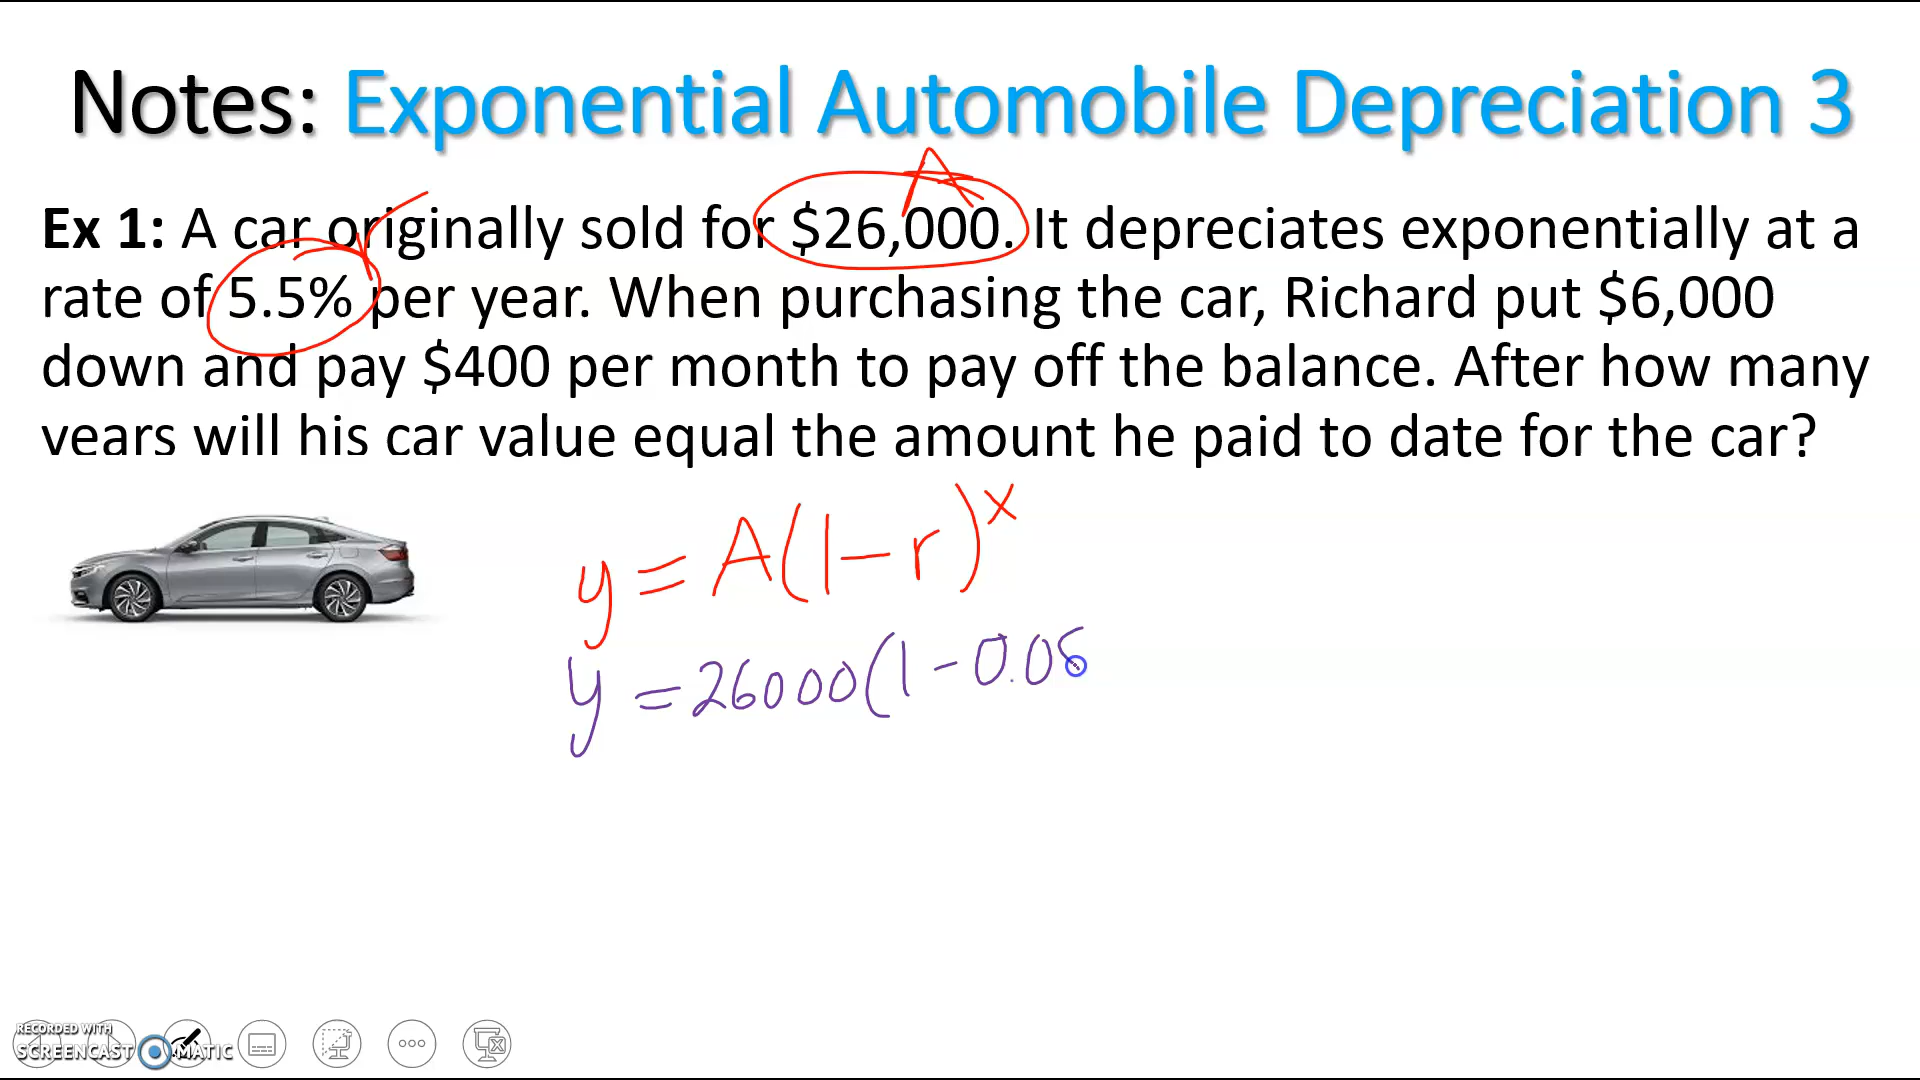 Notes: Exponential Automobile Depreciation 3
A
Ex 1: A car originally sold for $26,000. It depreciates exponentially at a
r
rate of 5.5% per year. When purchasing the car, Richard put $6,000
down and pay $400 per month to pay off the balance. After how many
years will his car value equal the amount he paid to date for the car?
y = A(1-r)^x
y = 26000(1 - 0.05
RECORDED WITH
SCREENCAST MATIC